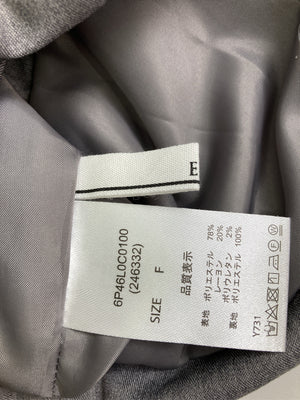 E
6P46L0C0100
(246332)
SIZE F
品質表示
表地 ポリエステル 78%
レーヨン 20%
ポリウレタン 2%
裏地 ポリエステル 100%
Y731